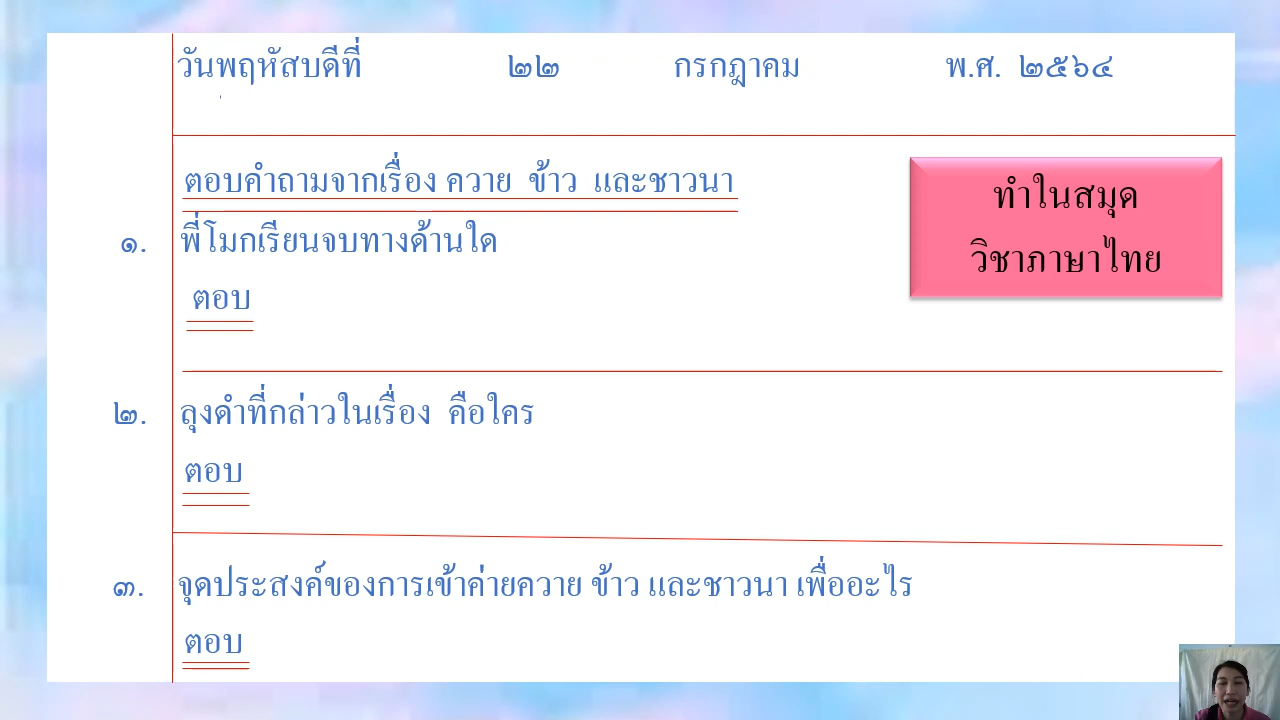 วันพฤหัสบดีที่ ๒๒ กรกฎาคม พ.ศ. ๒๕๖๔
ตอบคำถามจากเรื่อง ควาย ข้าว และชาวนา
ทำในสมุด
วิชาภาษาไทย
๑. พี่โมกเรียนจบทางด้านใด
ตอบ
๒. ลุงดำที่กล่าวในเรื่อง คือใคร
ตอบ
๓. จุดประสงค์ของการเข้าค่ายควาย ข้าว และชาวนา เพื่ออะไร
ตอบ